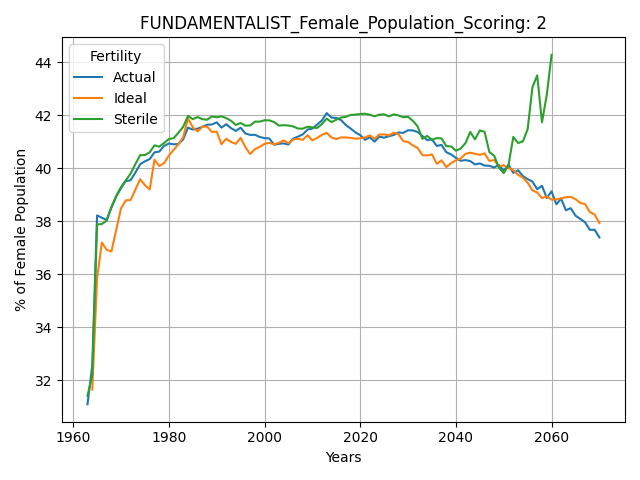 FUNDAMENTALIST_Female_Population_Scoring: 2
Fertility
Actual
Ideal
Sterile
% of Female Population
44
42
40
38
36
34
32
1960
1980
2000
2020
2040
2060
Years